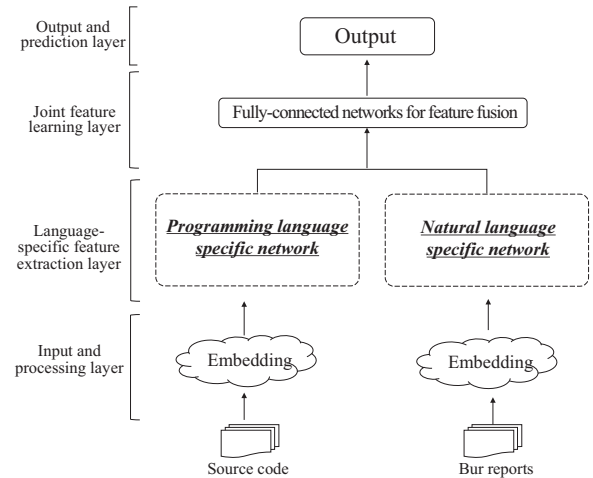 Output and
prediction layer
Output
Joint feature
learning layer
Fully-connected networks for feature fusion
Language-
specific feature
extraction layer
Programming language
specific network
Natural language
specific network
Input and
processing layer
Embedding
Embedding
Source code
Bur reports